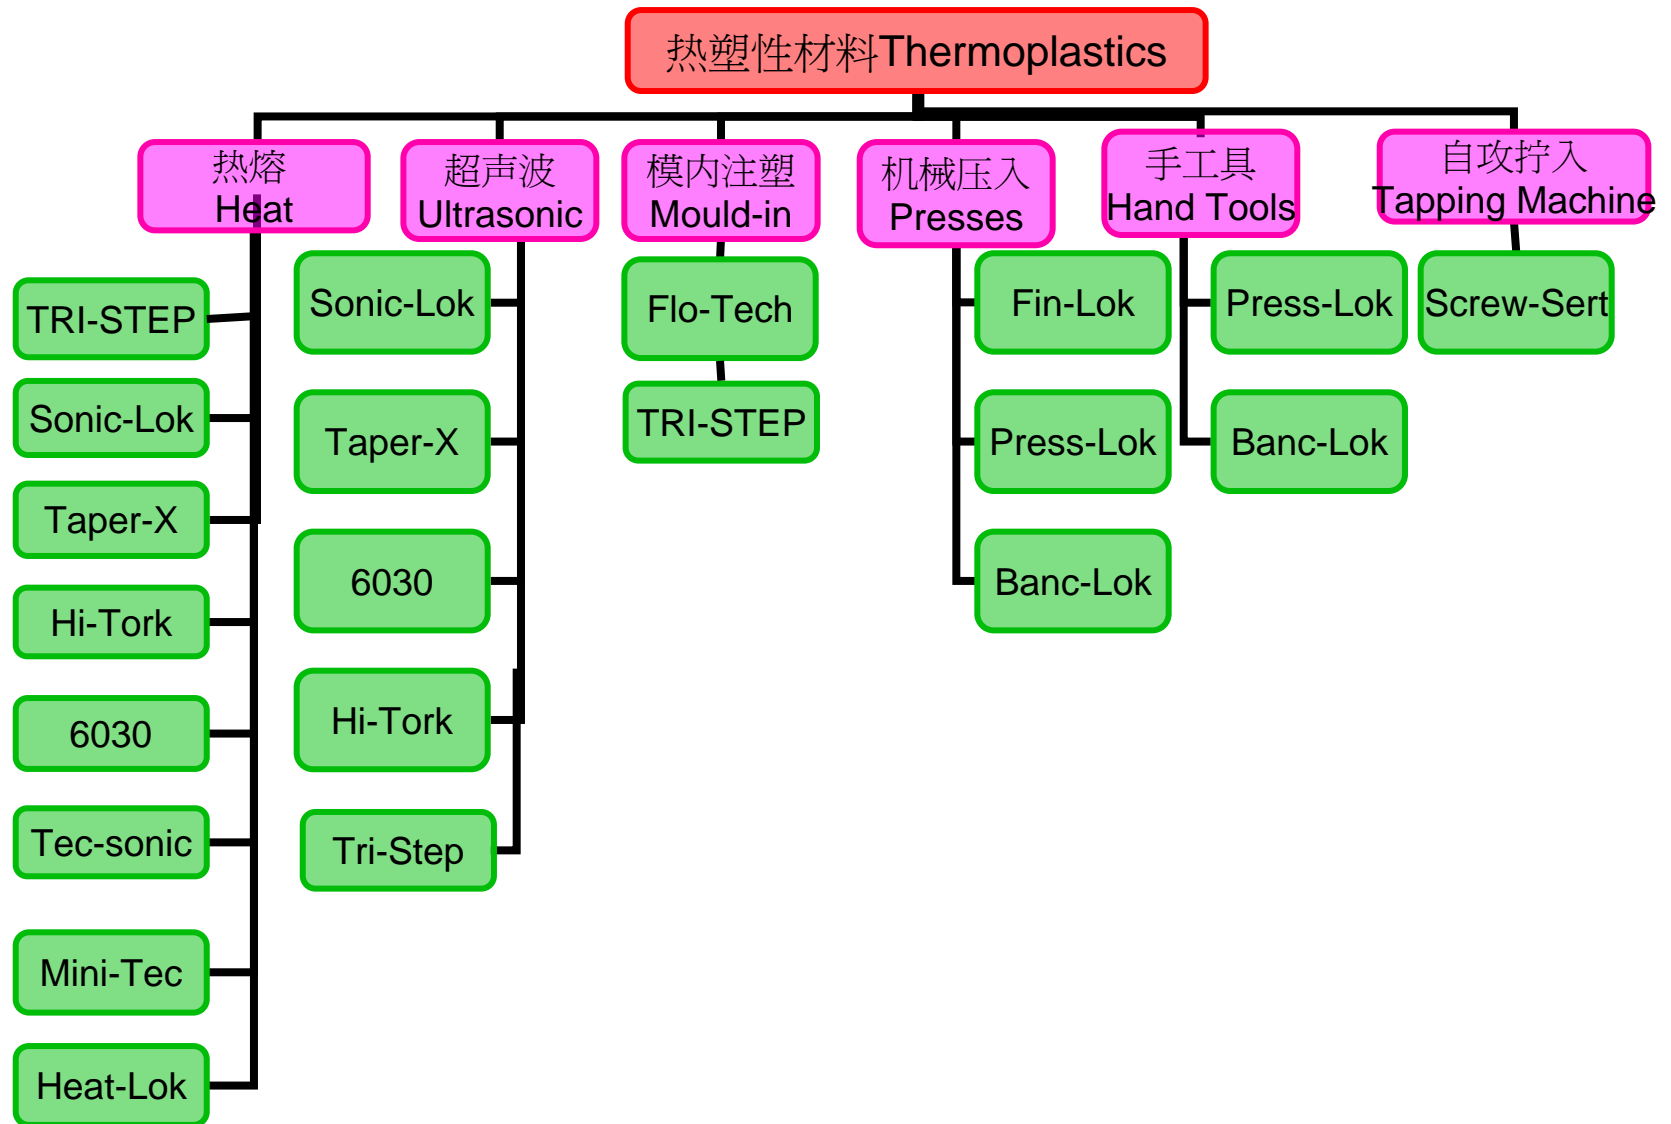 热塑性材料Thermoplastics
热熔
Heat
TRI-STEP
Sonic-Lok
Taper-X
Hi-Tork
6030
Tec-sonic
Mini-Tec
Heat-Lok
超声波
Ultrasonic
Sonic-Lok
Taper-X
6030
Hi-Tork
Tri-Step
模内注塑
Mould-in
Flo-Tech
TRI-STEP
机械压入
Presses
Fin-Lok
Press-Lok
Banc-Lok
手工具
Hand Tools
Press-Lok
Banc-Lok
自攻拧入
Tapping Machine
Screw-Sert